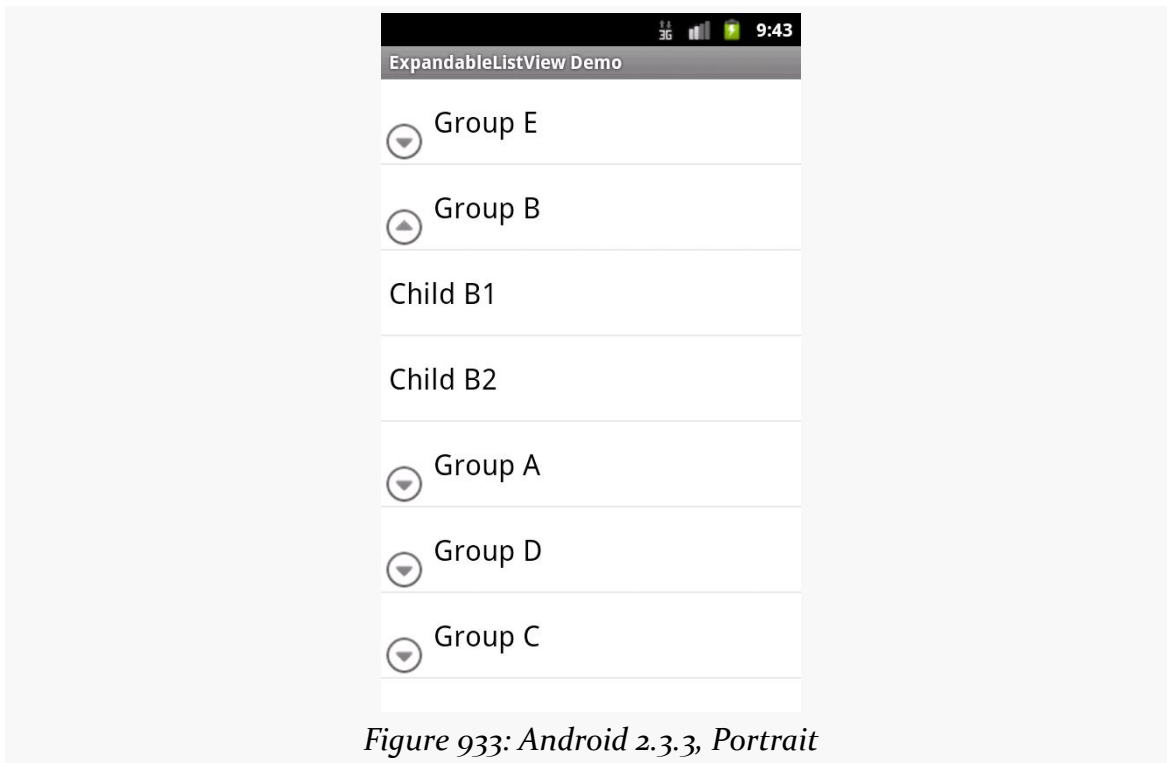 3G 9:43
ExpandableListView Demo
Group E
Group B
Child B1
Child B2
Group A
Group D
Group C
Figure 933: Android 2.3.3, Portrait